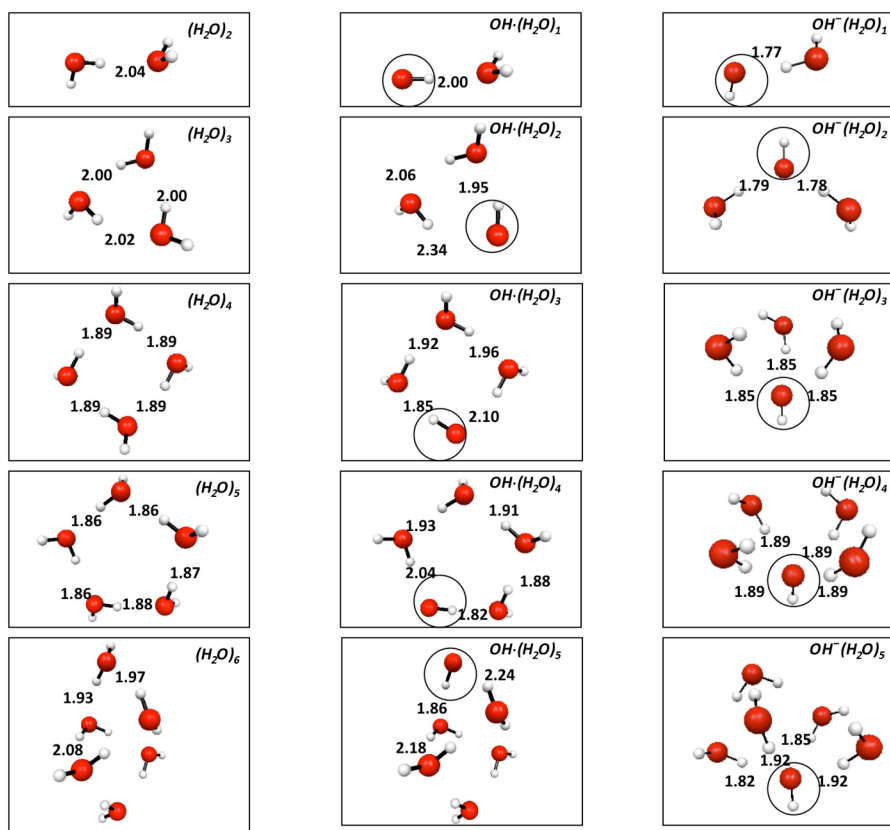 (H₂O)₂
2.04
OH·(H₂O)₁
2.00
OH⁻(H₂O)₁
1.77
(H₂O)₃
2.00
2.00
2.02
OH·(H₂O)₂
2.06
1.95
2.34
OH⁻(H₂O)₂
1.79 1.78
(H₂O)₄
1.89
1.89
1.89 1.89
OH·(H₂O)₃
1.92
1.96
1.85
2.10
OH⁻(H₂O)₃
1.85
1.85 1.85
(H₂O)₅
1.86 1.86
1.87
1.86
1.88
OH·(H₂O)₄
1.91
1.93
2.04
1.88
1.82
OH⁻(H₂O)₄
1.89
1.89
1.89 1.89
(H₂O)₆
1.97
1.93
2.08
OH·(H₂O)₅
2.24
1.86
2.18
OH⁻(H₂O)₅
1.85
1.92
1.82 1.92